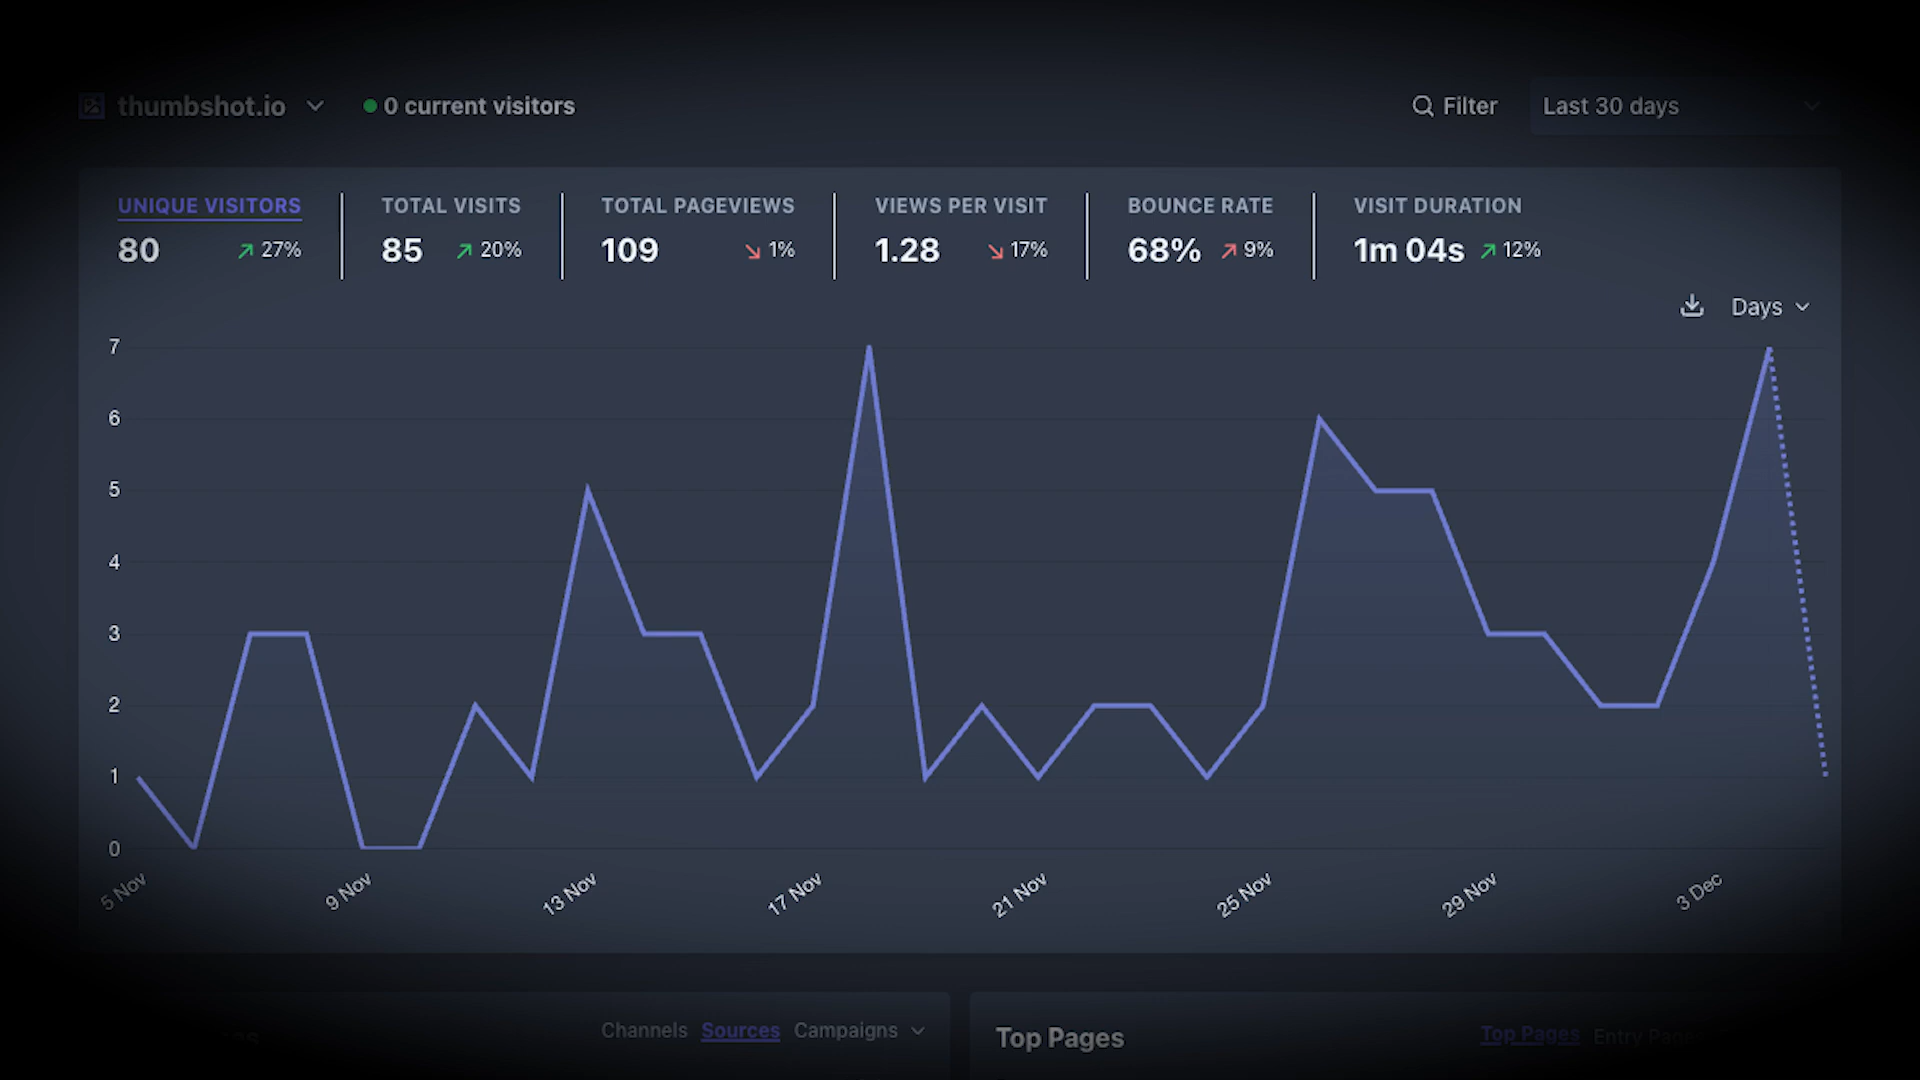 thumbshot.io 0 current visitors Filter Last 30 days
UNIQUE VISITORS TOTAL VISITS TOTAL PAGEVIEWS VIEWS PER VISIT BOUNCE RATE VISIT DURATION
80 27% 85 20% 109 1% 1.28 17% 68% 9% 1m 04s 12%
Days
7
6
5
4
3
2
1
0
5 Nov 9 Nov 13 Nov 17 Nov 21 Nov 25 Nov 29 Nov 3 Dec
Channels Sources Campaigns Top Pages Top Pages Entry Pages